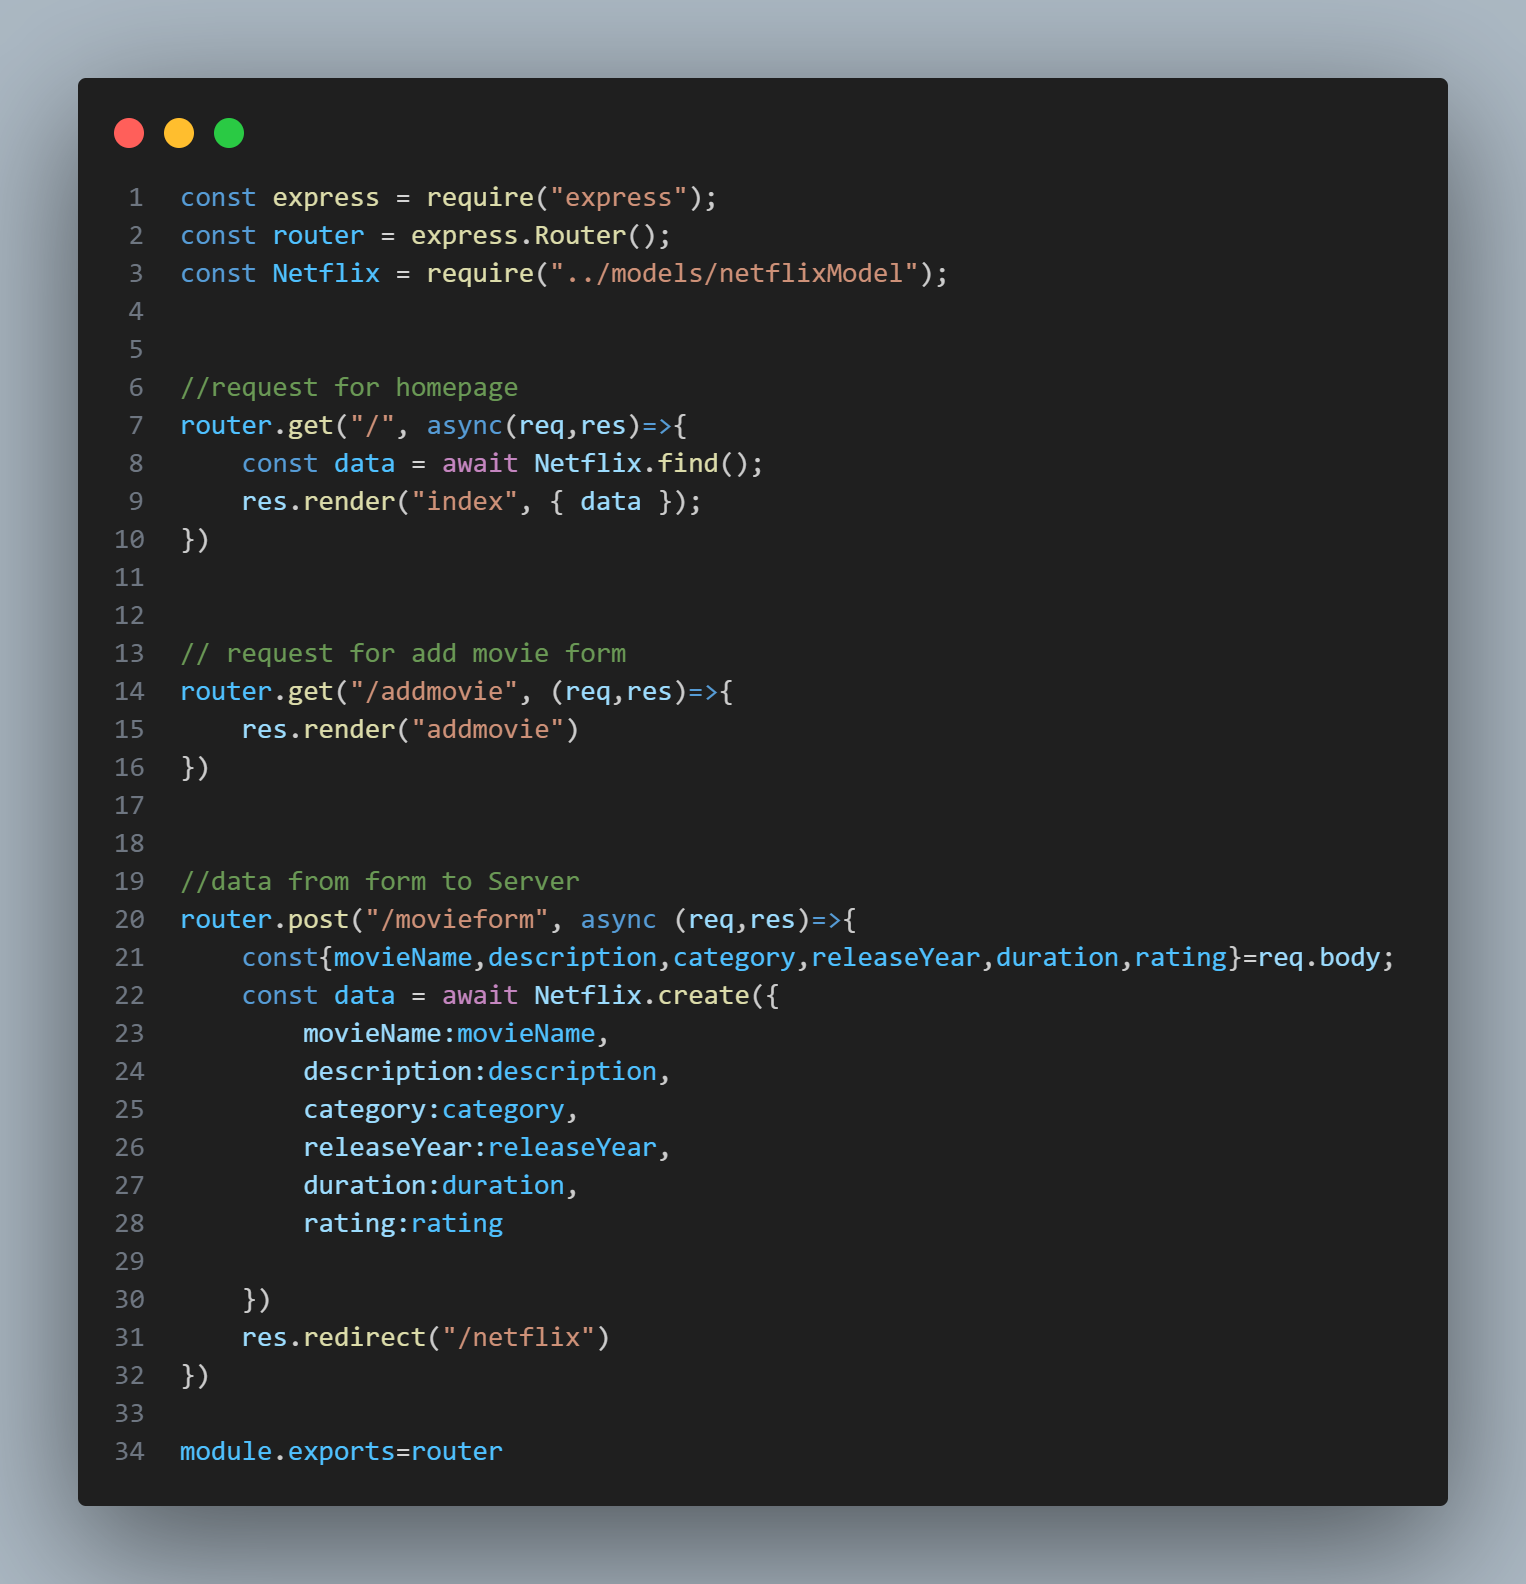 1 const express = require("express");
2 const router = express.Router();
3 const Netflix = require("../models/netflixModel");
4
5
6 //request for homepage
7 router.get("/", async(req,res)=>{
8     const data = await Netflix.find();
9     res.render("index", { data });
10 })
11
12
13 // request for add movie form
14 router.get("/addmovie", (req,res)=>{
15     res.render("addmovie")
16 })
17
18
19 //data from form to Server
20 router.post("/movieform", async (req,res)=>{
21     const{movieName,description,category,releaseYear,duration,rating}=req.body;
22     const data = await Netflix.create({
23         movieName:movieName,
24         description:description,
25         category:category,
26         releaseYear:releaseYear,
27         duration:duration,
28         rating:rating
29
30     })
31     res.redirect("/netflix")
32 })
33
34 module.exports=router